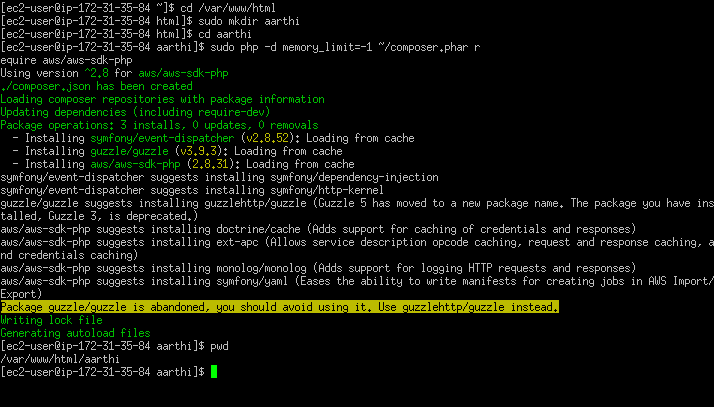 [ec2-user@ip-172-31-35-84 ~]$ cd /var/www/html
[ec2-user@ip-172-31-35-84 html]$ sudo mkdir aarthi
[ec2-user@ip-172-31-35-84 html]$ cd aarthi
[ec2-user@ip-172-31-35-84 aarthi]$ sudo php -d memory_limit=-1 ~/composer.phar r
equire aws/aws-sdk-php
Using version ^2.8 for aws/aws-sdk-php
./composer.json has been created
Loading composer repositories with package information
Updating dependencies (including require-dev)
Package operations: 3 installs, 0 updates, 0 removals
  - Installing symfony/event-dispatcher (v2.8.52): Loading from cache
  - Installing guzzle/guzzle (v3.9.3): Loading from cache
  - Installing aws/aws-sdk-php (2.8.31): Loading from cache
symfony/event-dispatcher suggests installing symfony/dependency-injection
symfony/event-dispatcher suggests installing symfony/http-kernel
guzzle/guzzle suggests installing guzzlehttp/guzzle (Guzzle 5 has moved to a new package name. The package you have ins
talled, Guzzle 3, is deprecated.)
aws/aws-sdk-php suggests installing doctrine/cache (Adds support for caching of credentials and responses)
aws/aws-sdk-php suggests installing ext-apc (Allows service description opcode caching, request and response caching, a
nd credentials caching)
aws/aws-sdk-php suggests installing monolog/monolog (Adds support for logging HTTP requests and responses)
aws/aws-sdk-php suggests installing symfony/yaml (Eases the ability to write manifests for creating jobs in AWS Import/
Export)
Package guzzle/guzzle is abandoned, you should avoid using it. Use guzzlehttp/guzzle instead.
Writing lock file
Generating autoload files
[ec2-user@ip-172-31-35-84 aarthi]$ pwd
/var/www/html/aarthi
[ec2-user@ip-172-31-35-84 aarthi]$